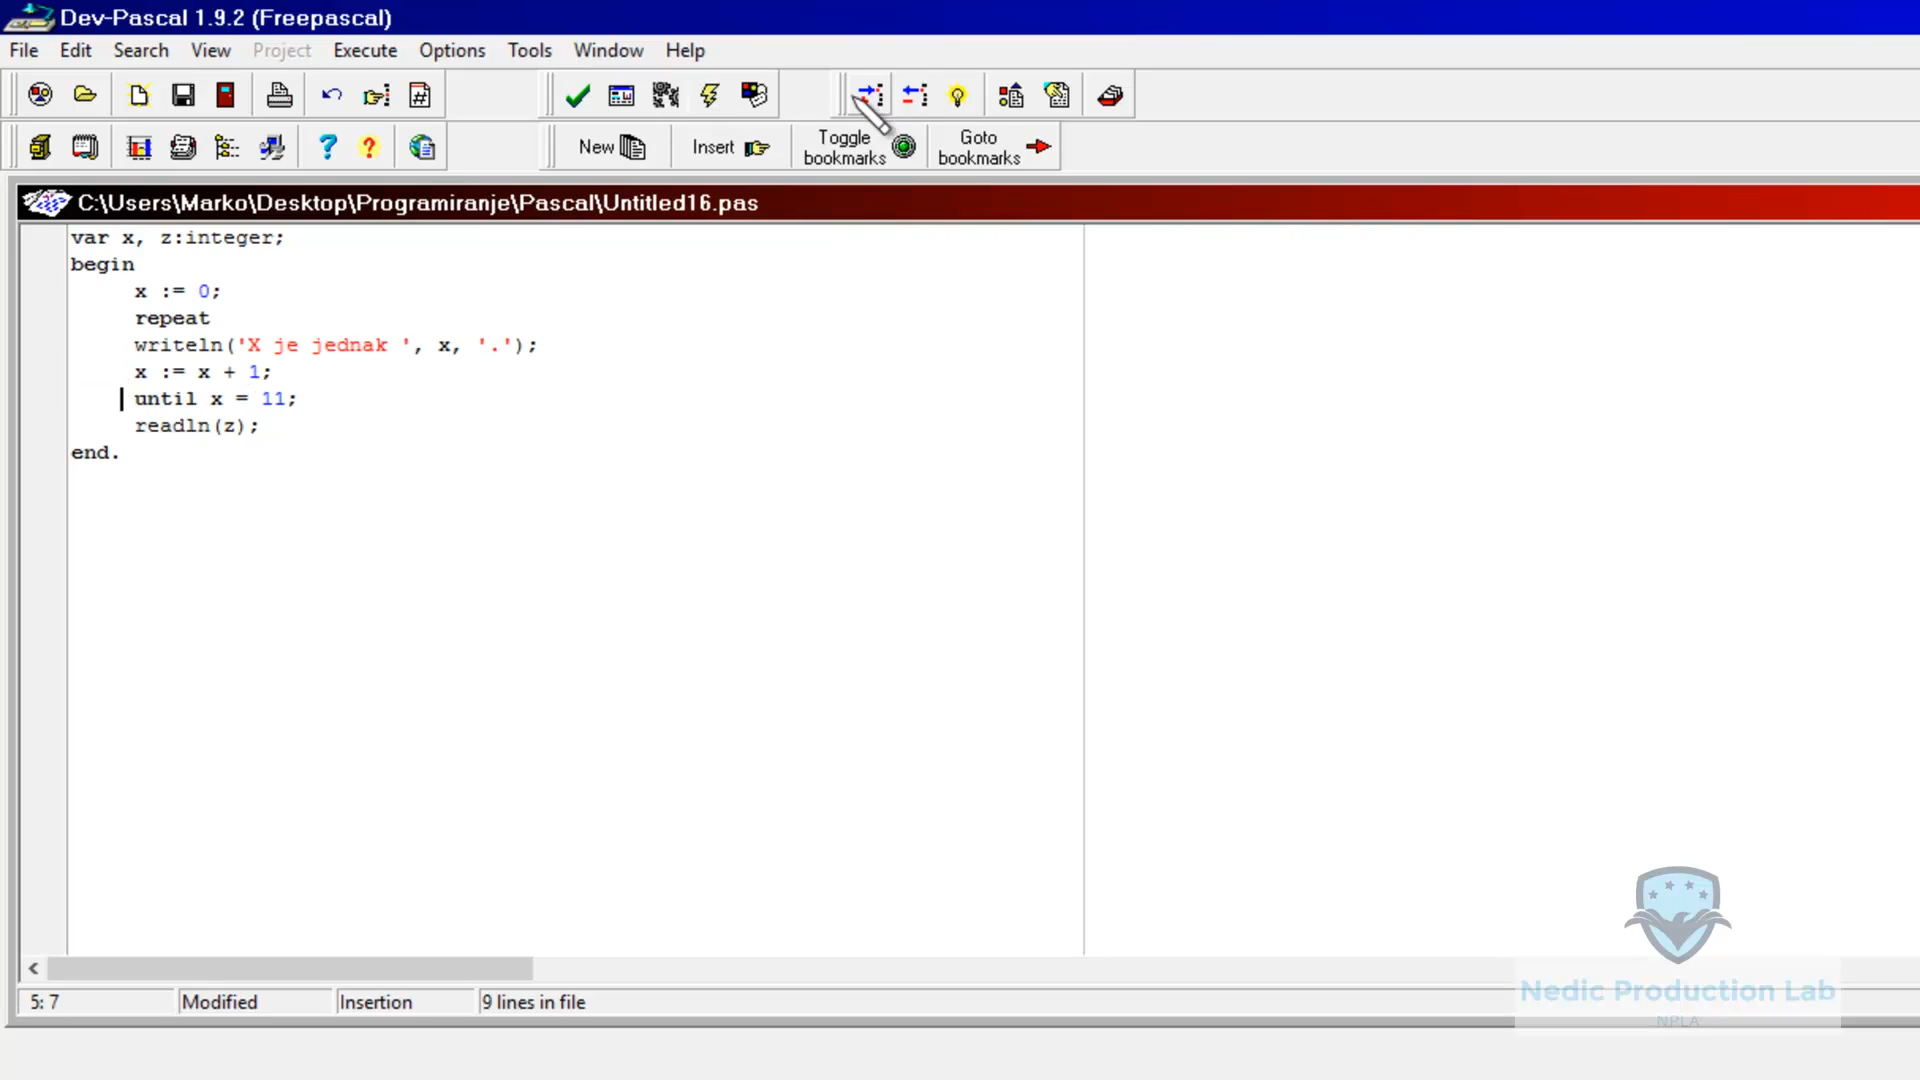 Dev-Pascal 1.9.2 (Freepascal)
File Edit Search View Project Execute Options Tools Window Help
New Insert Toggle bookmarks Goto bookmarks
C:\Users\Marko\Desktop\Programiranje\Pascal\Untitled16.pas
var x, z:integer;
begin
x := 0;
repeat
writeln('X je jednak ', x, '.');
x := x + 1;
until x = 11;
readln(z);
end.
5: 7 Modified Insertion 9 lines in file
Nedic Production Lab
NPLA